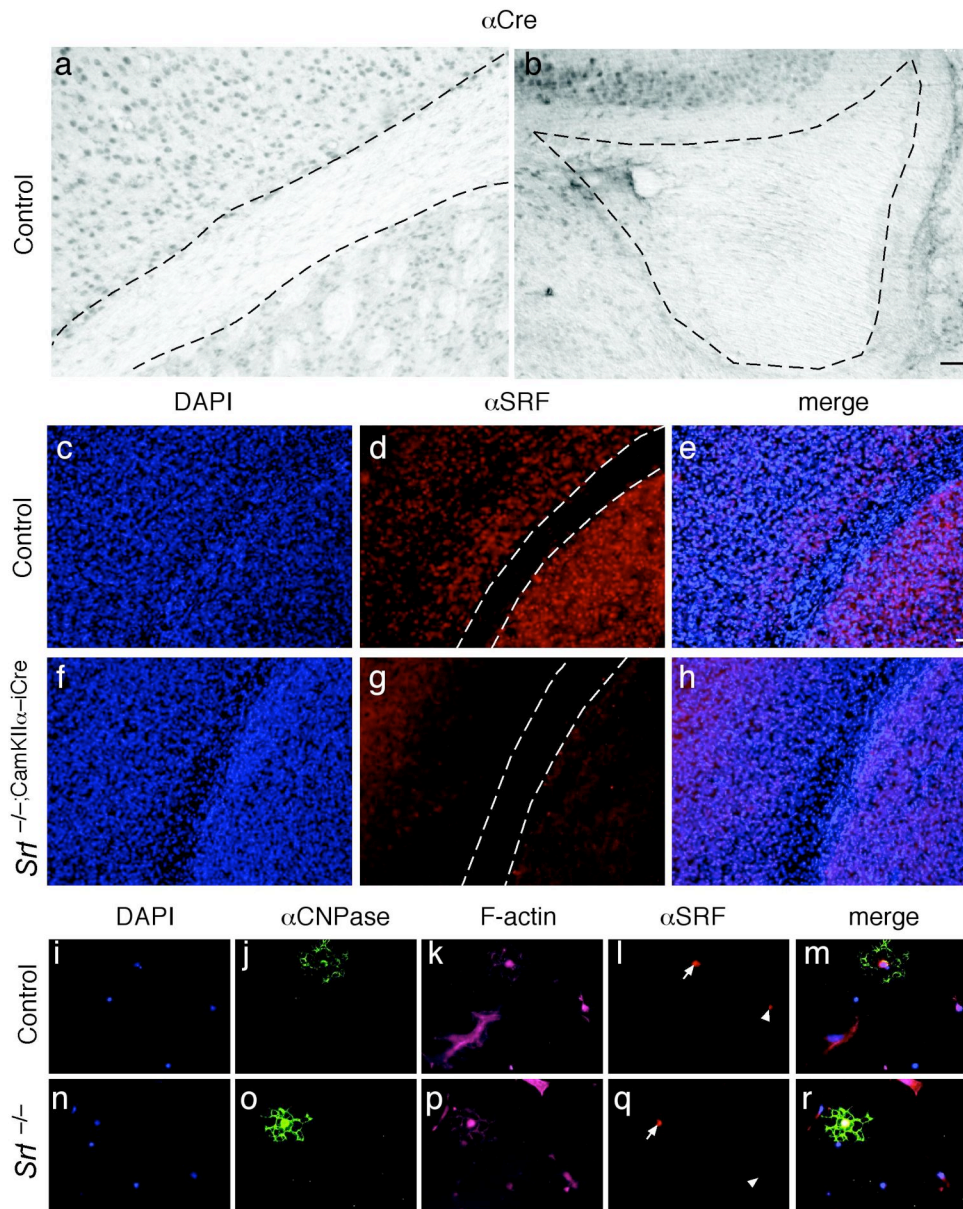 αCre
a
b
Control
DAPI
αSRF
merge
c
d
e
Control
f
g
h
Srf -/-;CamKIIα-iCre
DAPI
αCNPase
F-actin
αSRF
merge
i
j
k
l
m
Control
n
o
p
q
r
Srf -/-